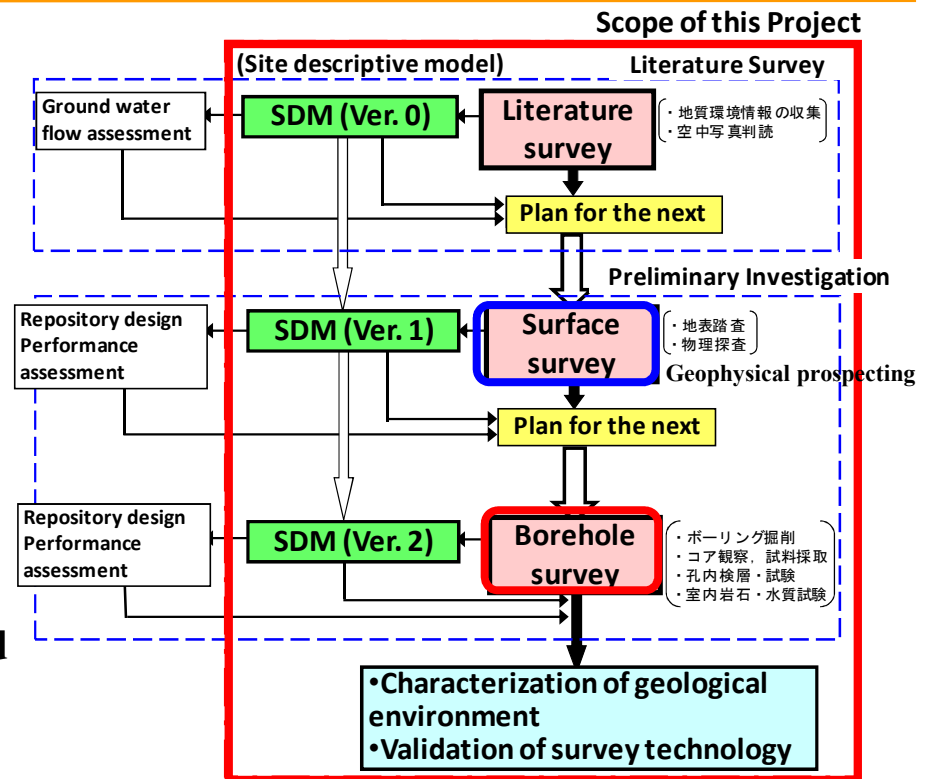 Scope of this Project
(Site descriptive model)
Literature Survey
Ground water
flow assessment
SDM (Ver. 0)
Literature
survey
・地質環境情報の収集
・空中写真判読
Plan for the next
Preliminary Investigation
Repository design
Performance
assessment
SDM (Ver. 1)
Surface
survey
・地表踏査
・物理探査
Geophysical prospecting
Plan for the next
Repository design
Performance
assessment
SDM (Ver. 2)
Borehole
survey
・ボーリング掘削
・コア観察，試料採取
・孔内検層・試験
・室内岩石・水質試験
•Characterization of geological
environment
•Validation of survey technology